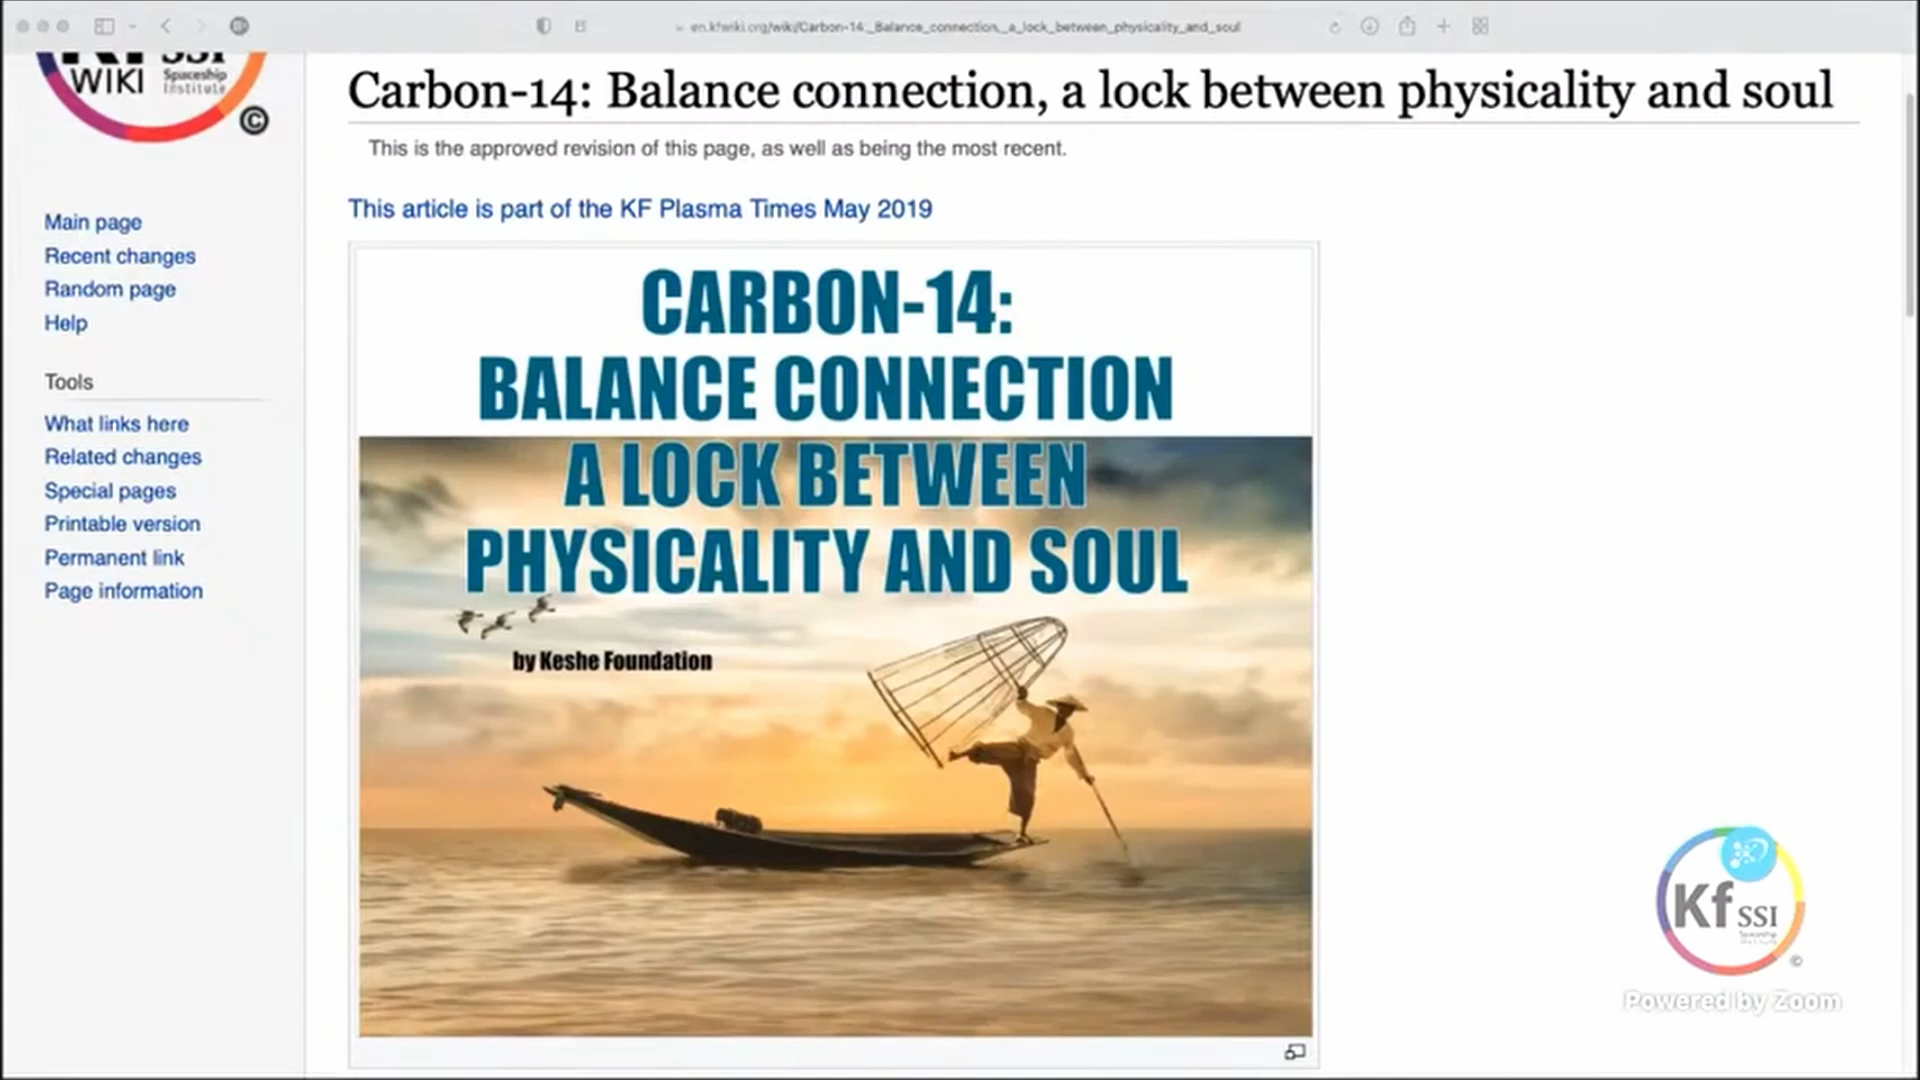 en.kfwiki.org/wiki/Carbon-14:_Balance_connection,_a_lock_between_physicality_and_soul
WIKI
SSI
Spaceship
Institute
©
Carbon-14: Balance connection, a lock between physicality and soul
This is the approved revision of this page, as well as being the most recent.
This article is part of the KF Plasma Times May 2019
Main page
Recent changes
Random page
Help
Tools
What links here
Related changes
Special pages
Printable version
Permanent link
Page information
CARBON-14:
BALANCE CONNECTION
A LOCK BETWEEN
PHYSICALITY AND SOUL
by Keshe Foundation
Kf SSI
Spaceship
©
Powered by Zoom